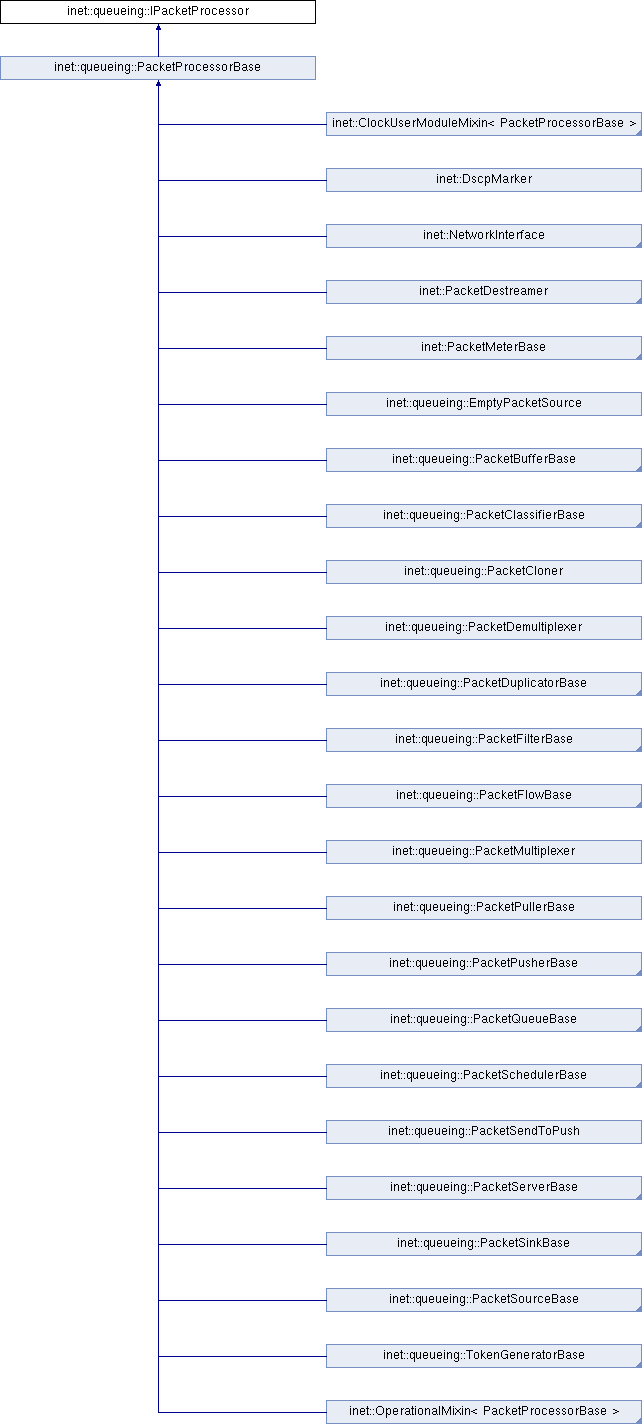 inet::queueing::IPacketProcessor
inet::queueing::PacketProcessorBase
inet::ClockUserModuleMixin< PacketProcessorBase >
inet::DscpMarker
inet::NetworkInterface
inet::PacketDestreamer
inet::PacketMeterBase
inet::queueing::EmptyPacketSource
inet::queueing::PacketBufferBase
inet::queueing::PacketClassifierBase
inet::queueing::PacketCloner
inet::queueing::PacketDemultiplexer
inet::queueing::PacketDuplicatorBase
inet::queueing::PacketFilterBase
inet::queueing::PacketFlowBase
inet::queueing::PacketMultiplexer
inet::queueing::PacketPullerBase
inet::queueing::PacketPusherBase
inet::queueing::PacketQueueBase
inet::queueing::PacketSchedulerBase
inet::queueing::PacketSendToPush
inet::queueing::PacketServerBase
inet::queueing::PacketSinkBase
inet::queueing::PacketSourceBase
inet::queueing::TokenGeneratorBase
inet::OperationalMixin< PacketProcessorBase >